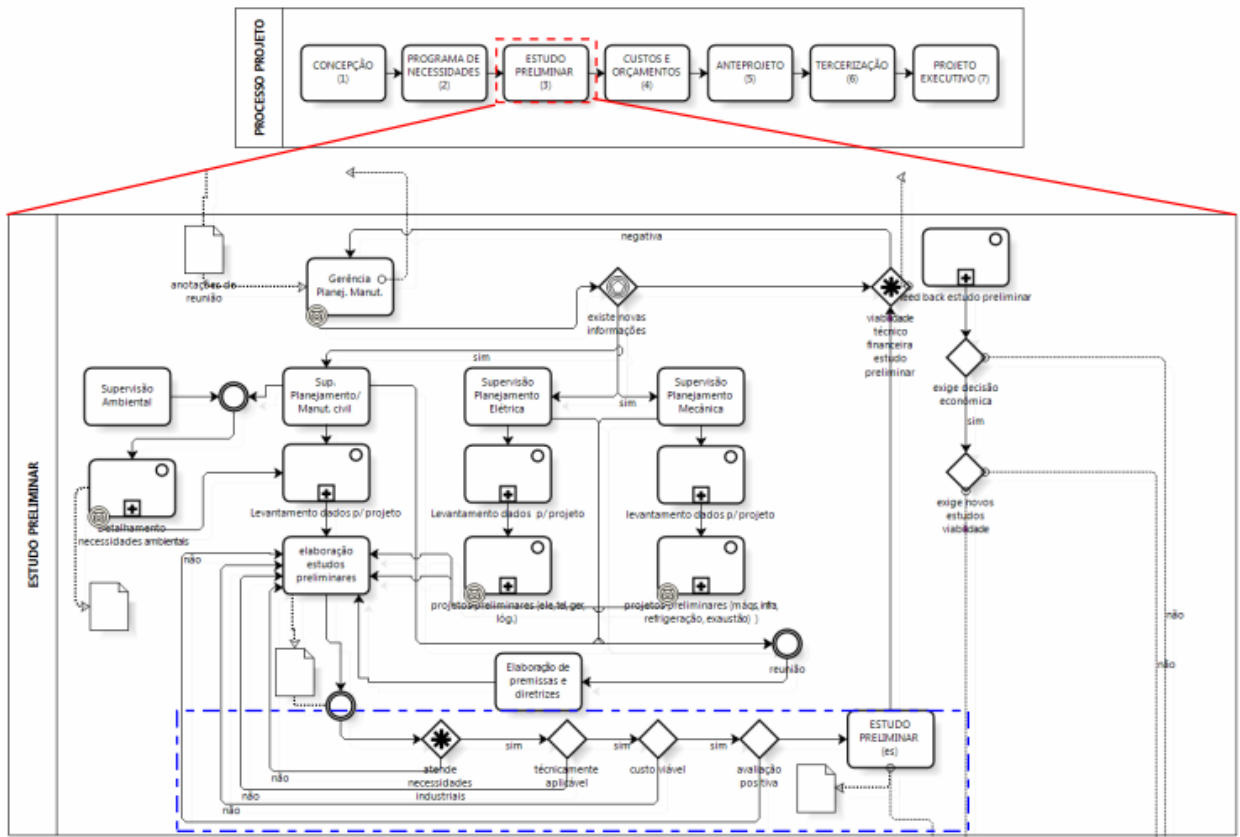 PROCESSO PROJETO
CONCEPÇÃO
(1)
PROGRAMA DE
NECESSIDADES
(2)
ESTUDO
PRELIMINAR
(3)
CUSTOS E
ORÇAMENTOS
(4)
ANTEPROJETO
(5)
TERCERIZAÇÃO
(6)
PROJETO
EXECUTIVO (7)
ESTUDO PRELIMINAR
anotações de
reunião
Gerência
Planej. Manut.
negativa
existe novas
informações
viabilidade
técnico
financeira
estudo
preliminar
feed back estudo preliminar
exige decisão
econômica
sim
exige novos
estudos
viabilidade
não
não
sim
sim
Supervisão
Ambiental
Sup.
Planejamento/
Manut. civil
Supervisão
Planejamento
Elétrica
Supervisão
Planejamento
Mecânica
Detalhamento
necessidades ambientais
Levantamento dados p/ projeto
Levantamento dados p/ projeto
levantamento dados p/ projeto
não
elaboração
estudos
preliminares
projetos preliminares (ele,tel,ger,
lóg.)
projetos preliminares (máqs,infra,
refrigeração, exaustão) )
reunião
Elaboração de
premissas e
diretrizes
atende
necessidades
industriais
sim
técnicamente
aplicável
sim
custo viável
sim
avaliação
positiva
ESTUDO
PRELIMINAR
(es)
não
não
não